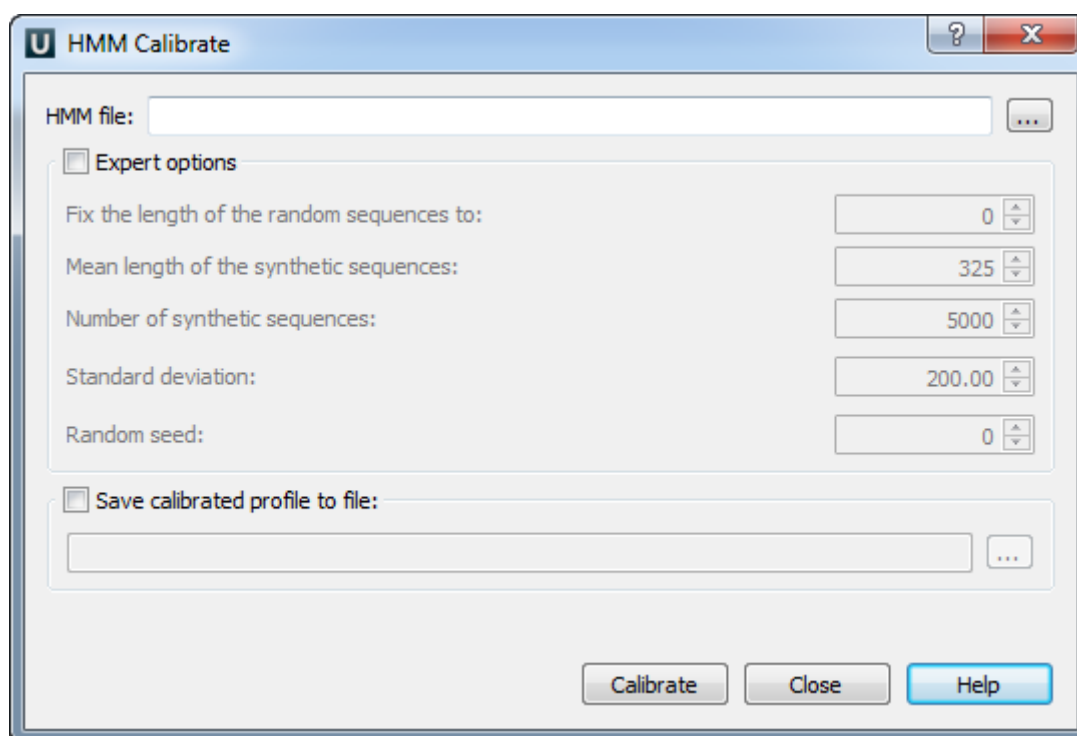 U HMM Calibrate ? X
HMM file: ...
Expert options
Fix the length of the random sequences to: 0
Mean length of the synthetic sequences: 325
Number of synthetic sequences: 5000
Standard deviation: 200.00
Random seed: 0
Save calibrated profile to file:
...
Calibrate Close Help